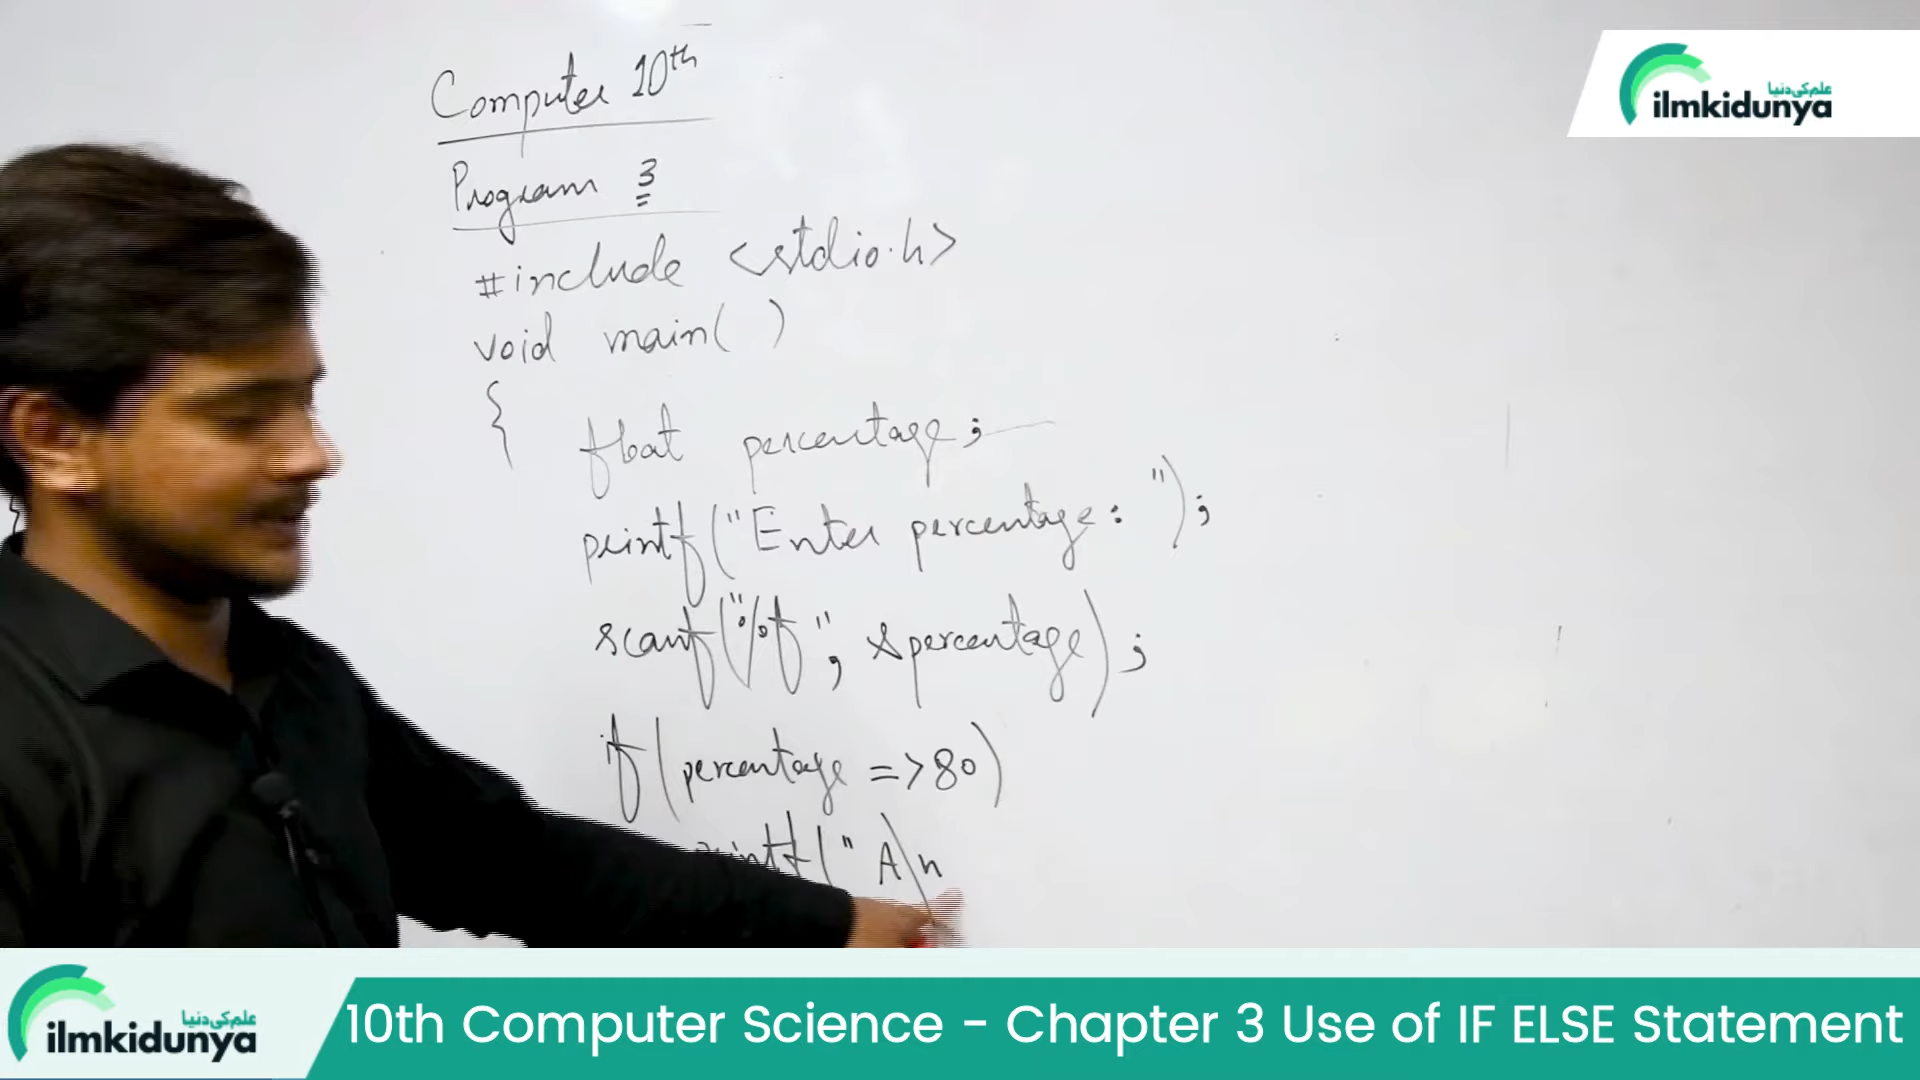 Computer 10th
Program 3
#include <stdio.h>
void main( )
{
float percentage;
printf("Enter percentage: ");
scanf("%f", &percentage);
if(percentage =>80)
printf(" A\n
علم کی دنیا
ilmkidunya
علم کی دنیا
ilmkidunya
10th Computer Science - Chapter 3 Use of IF ELSE Statement